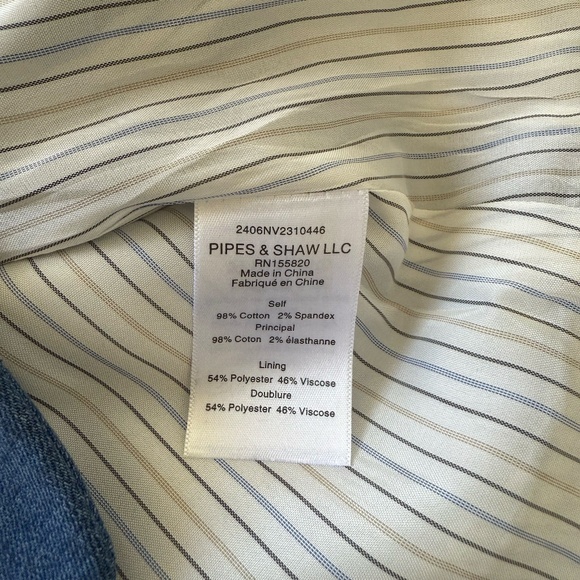 2406NV2310446
PIPES & SHAW LLC
RN155820
Made in China
Fabriqué en Chine
Self
98% Cotton 2% Spandex
Principal
98% Coton 2% élasthanne
Lining
54% Polyester 46% Viscose
Doublure
54% Polyester 46% Viscose